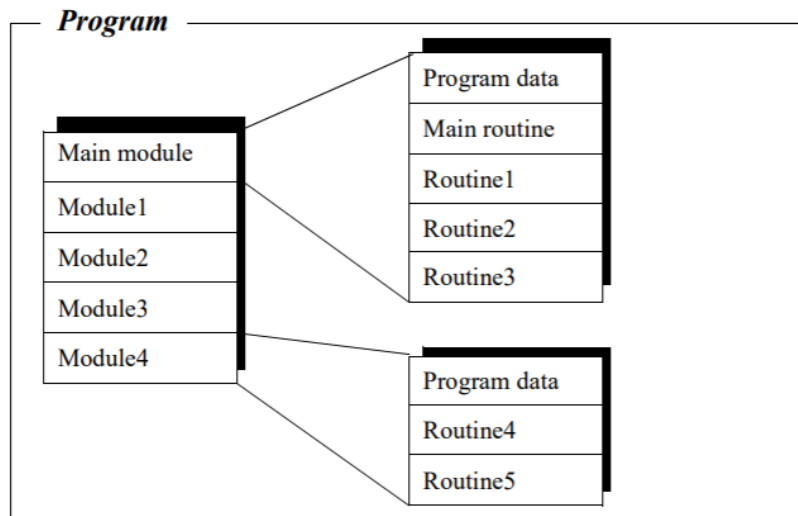 Program
Main module
Module1
Module2
Module3
Module4
Program data
Main routine
Routine1
Routine2
Routine3
Program data
Routine4
Routine5